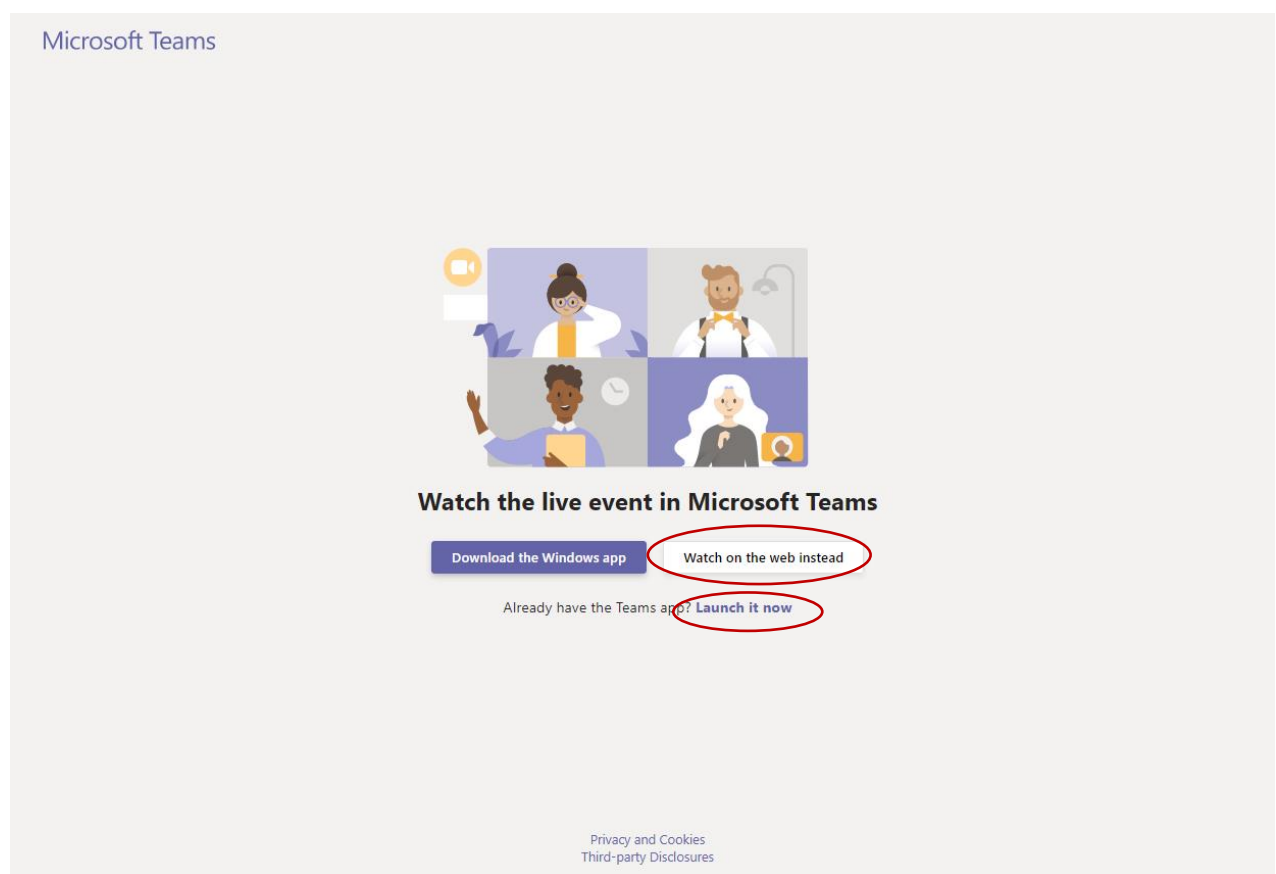 Microsoft Teams
Watch the live event in Microsoft Teams
Download the Windows app Watch on the web instead
Already have the Teams app? Launch it now
Privacy and Cookies
Third-party Disclosures